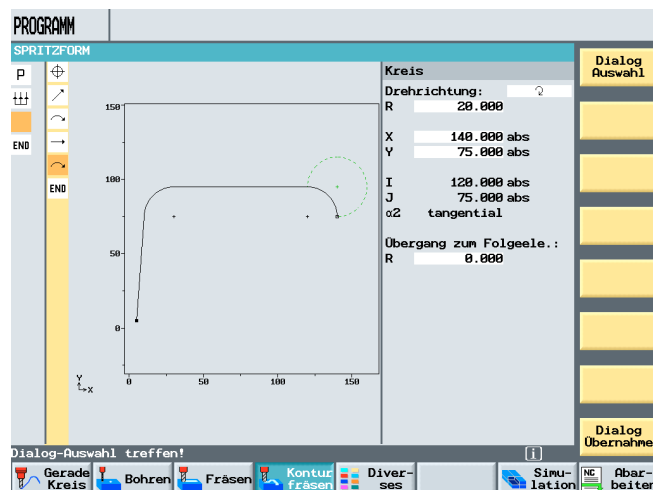 PROGRAMM
SPRITZFORM
Dialog
Auswahl
P
END
END
150
100
50
0
Y
X
0
50
100
150
Kreis
Drehrichtung:
R 20.000
X 140.000 abs
Y 75.000 abs
I 120.000 abs
J 75.000 abs
α2 tangential
Übergang zum Folgeele.:
R 0.000
Dialog
Übernahme
Dialog-Auswahl treffen!
i
Gerade
Kreis
Bohren
Fräsen
Kontur
fräsen
Diver-
ses
Simu-
lation
NC
Abar-
beiten